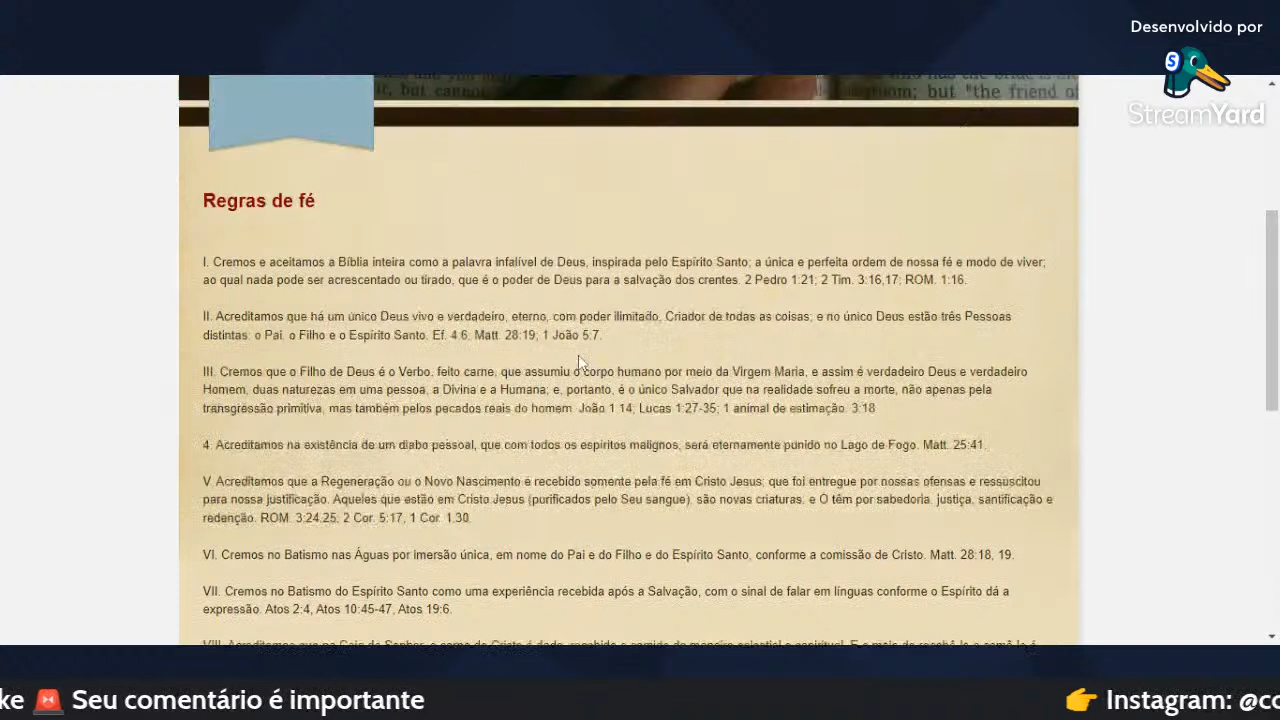 Desenvolvido por
StreamYard
but "the friend of
Regras de fé
I. Cremos e aceitamos a Bíblia inteira como a palavra infalível de Deus, inspirada pelo Espírito Santo; a única e perfeita ordem de nossa fé e modo de viver;
ao qual nada pode ser acrescentado ou tirado, que é o poder de Deus para a salvação dos crentes. 2 Pedro 1:21; 2 Tim. 3:16,17; ROM. 1:16.
II. Acreditamos que há um único Deus vivo e verdadeiro, eterno, com poder ilimitado, Criador de todas as coisas; e no único Deus estão três Pessoas
distintas: o Pai, o Filho e o Espírito Santo. Ef. 4:6; Matt. 28:19; 1 João 5:7.
III. Cremos que o Filho de Deus é o Verbo, feito carne, que assumiu o corpo humano por meio da Virgem Maria, e assim é verdadeiro Deus e verdadeiro
Homem, duas naturezas em uma pessoa, a Divina e a Humana; e, portanto, é o único Salvador que na realidade sofreu a morte, não apenas pela
transgressão primitiva, mas também pelos pecados reais do homem. João 1:14; Lucas 1:27-35; 1 animal de estimação. 3:18
4. Acreditamos na existência de um diabo pessoal, que com todos os espíritos malignos, será eternamente punido no Lago de Fogo. Matt. 25:41.
V. Acreditamos que a Regeneração ou o Novo Nascimento é recebido somente pela fé em Cristo Jesus; que foi entregue por nossas ofensas e ressuscitou
para nossa justificação. Aqueles que estão em Cristo Jesus (purificados pelo Seu sangue), são novas criaturas, e O têm por sabedoria, justiça, santificação e
redenção. ROM. 3:24,25; 2 Cor. 5:17, 1 Cor. 1:30.
VI. Cremos no Batismo nas Águas por imersão única, em nome do Pai e do Filho e do Espírito Santo, conforme a comissão de Cristo. Matt. 28:18, 19.
VII. Cremos no Batismo do Espírito Santo como uma experiência recebida após a Salvação, com o sinal de falar em línguas conforme o Espírito dá a
expressão. Atos 2:4, Atos 10:45-47, Atos 19:6.
ke 🚨 Seu comentário é importante
👉 Instagram: @co